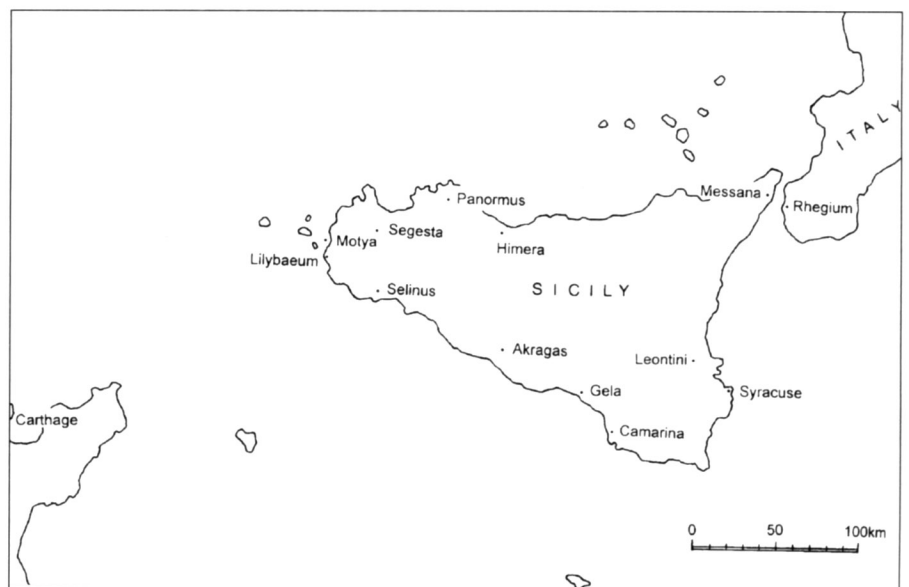 ITALY
Messana
Panormus
Rhegium
Segesta
Motya
Himera
Lilybaeum
SICILY
Selinus
Akragas
Leontini
Gela
Syracuse
Carthage
Camarina
0 50 100km